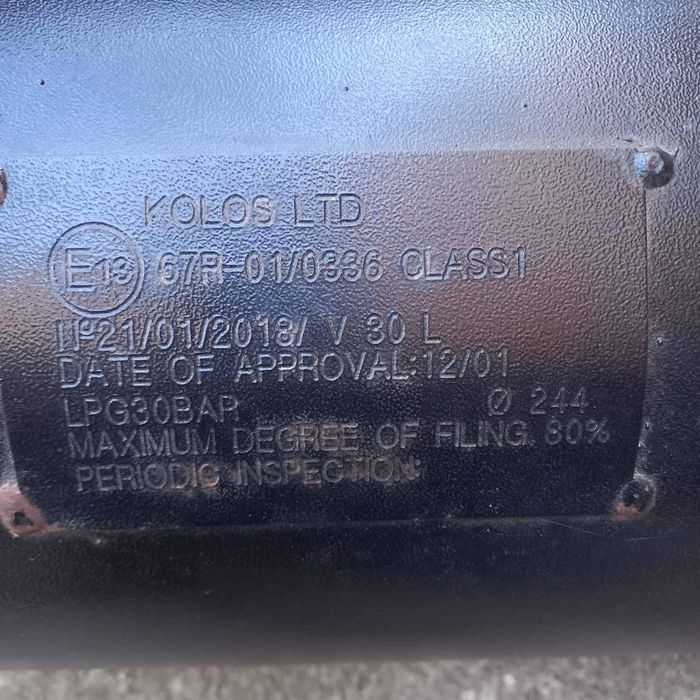 KOLOS LTD
E13 67R-01/0336 CLASS1
Nº21/01/2018/ V 30 L
DATE OF APPROVAL:12/01
LPG30BAR Ø 244
MAXIMUM DEGREE OF FILING 80%
PERIODIC INSPECTION: